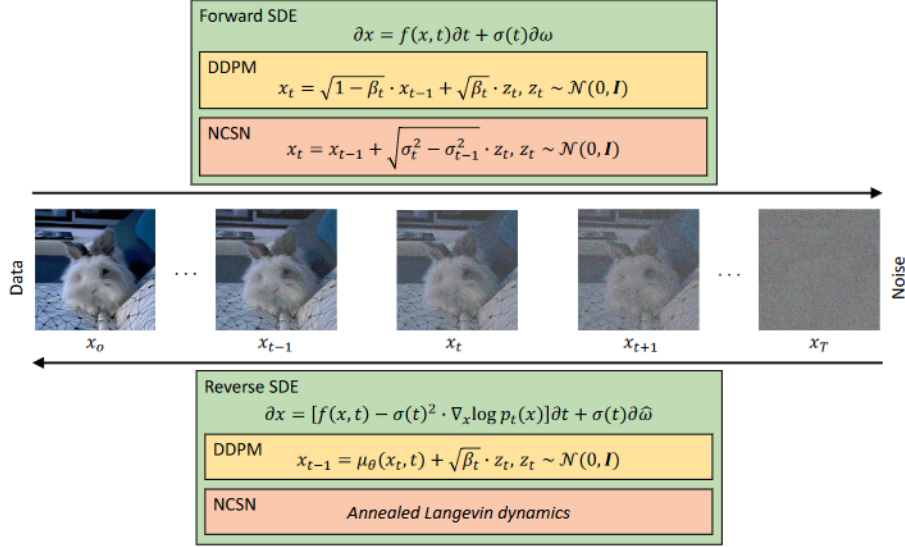 Forward SDE
∂x = f(x, t)∂t + σ(t)∂ω
DDPM
x_t = √(1 − β_t) · x_{t−1} + √(β_t) · z_t, z_t ~ 𝒩(0, I)
NCSN
x_t = x_{t−1} + √(σ_t^2 − σ_{t−1}^2) · z_t, z_t ~ 𝒩(0, I)
Data
. . .
. . .
Noise
x_o
x_{t−1}
x_t
x_{t+1}
x_T
Reverse SDE
∂x = [f(x, t) − σ(t)^2 · ∇_x log p_t(x)]∂t + σ(t)∂ω̂
DDPM
x_{t−1} = μ_θ(x_t, t) + √(β_t) · z_t, z_t ~ 𝒩(0, I)
NCSN
Annealed Langevin dynamics